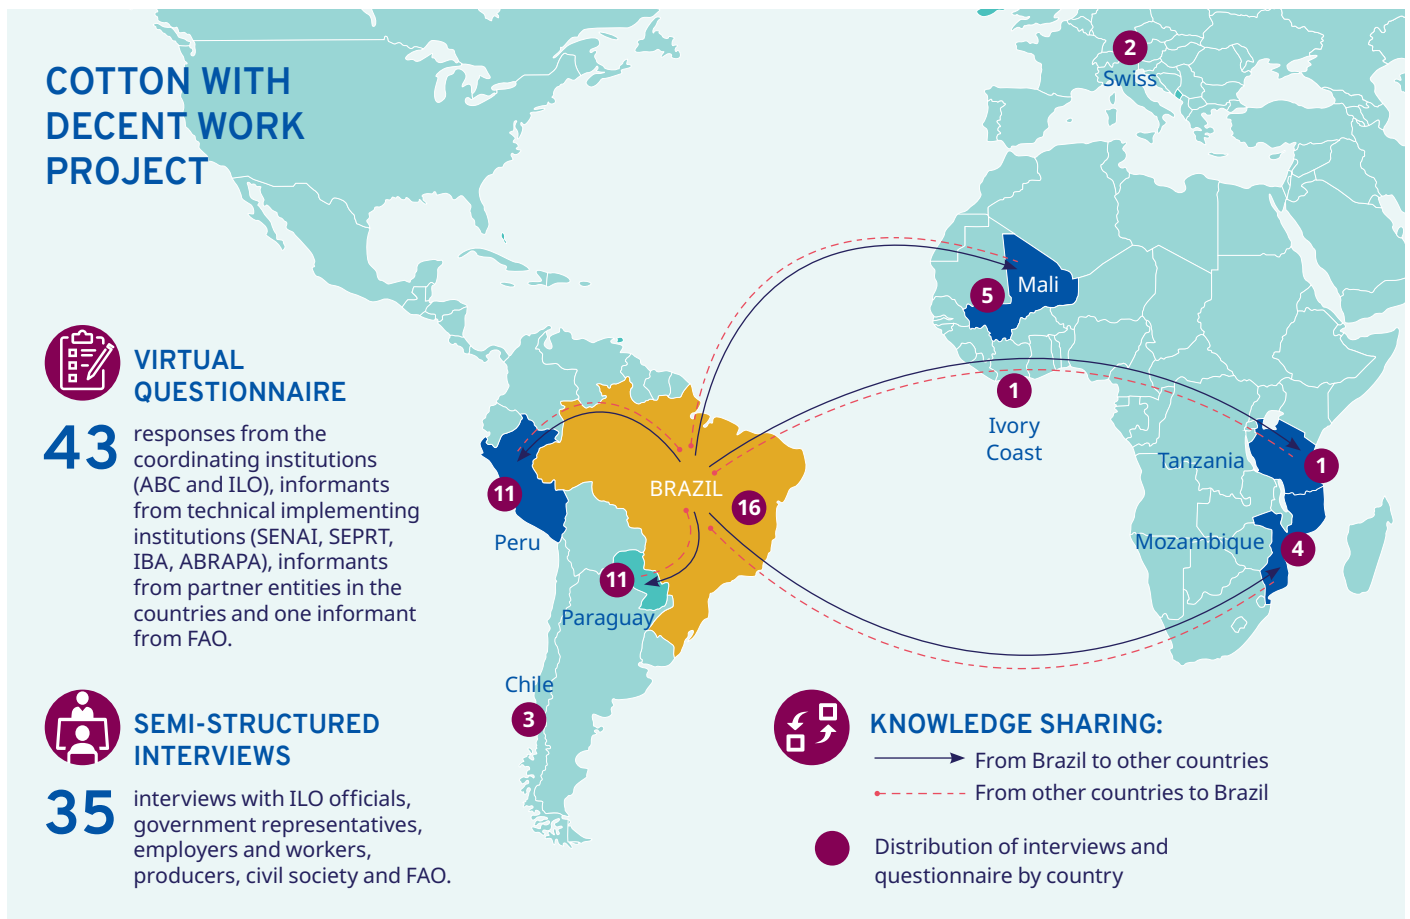 COTTON WITH
DECENT WORK
PROJECT
VIRTUAL
QUESTIONNAIRE
43
responses from the
coordinating institutions
(ABC and ILO), informants
from technical implementing
institutions (SENAI, SEPRT,
IBA, ABRAPA), informants
from partner entities in the
countries and one informant
from FAO.
SEMI-STRUCTURED
INTERVIEWS
35
interviews with ILO officials,
government representatives,
employers and workers,
producers, civil society and FAO.
2
Swiss
5
Mali
1
Ivory
Coast
Tanzania
1
Mozambique
4
BRAZIL
16
11
Peru
11
Paraguay
Chile
3
KNOWLEDGE SHARING:
From Brazil to other countries
From other countries to Brazil
Distribution of interviews and
questionnaire by country